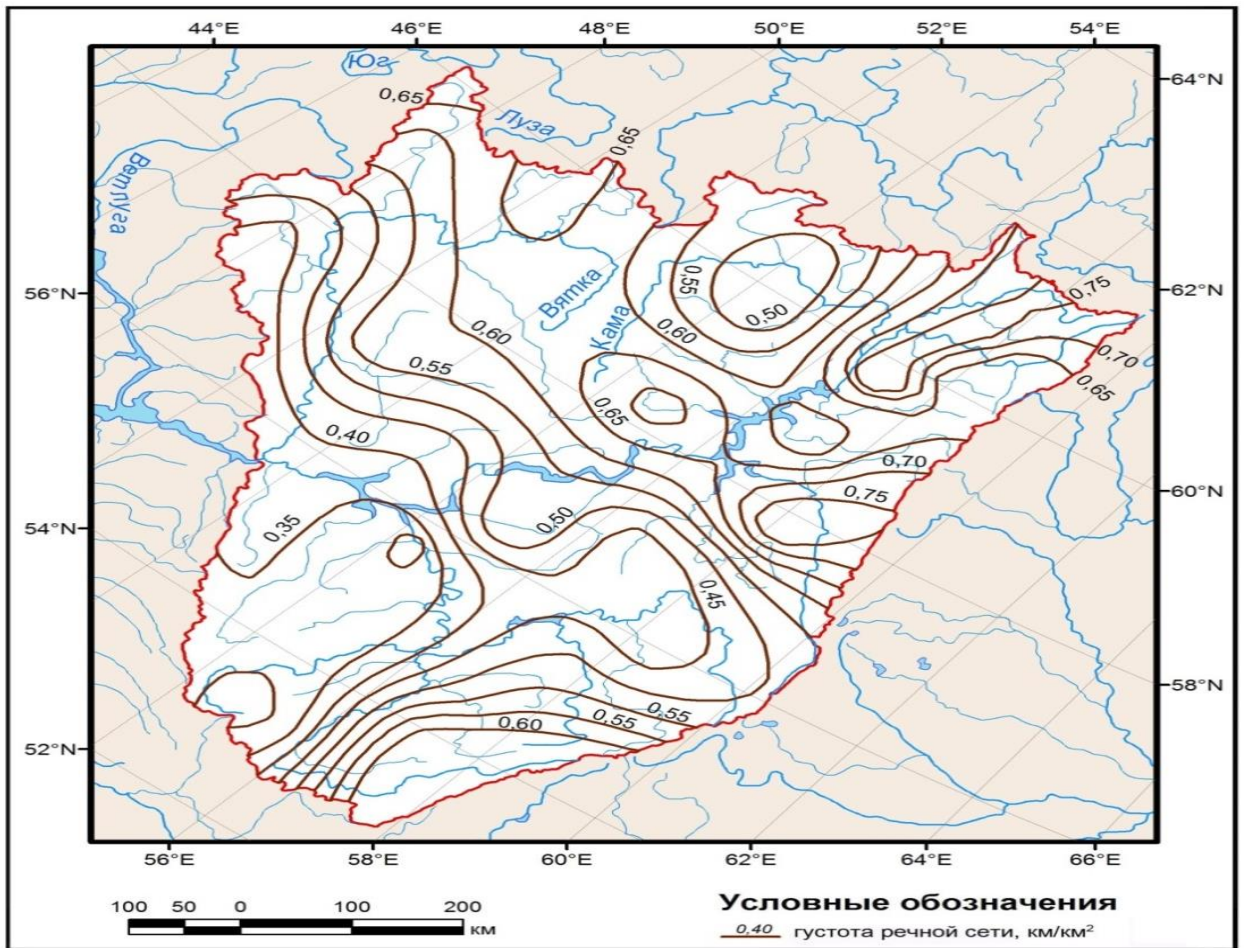 44°E 46°E 48°E 50°E 52°E 54°E
64°N
Юг
0,65
Луза
0,65
Ветлуга
56°N
62°N
0,75
0,55
Вятка
0,50
Кама
0,60
0,60
0,70
0,55
0,65
0,65
0,40
0,70
0,75
60°N
0,35
0,50
54°N
0,45
58°N
0,55
0,55
0,60
52°N
56°E 58°E 60°E 62°E 64°E 66°E
100 50 0 100 200
км
Условные обозначения
0,40 густота речной сети, км/км²